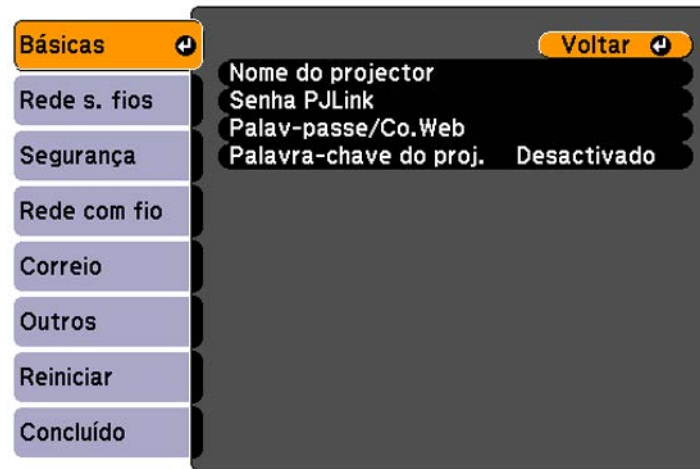 Básicas
Rede s. fios
Segurança
Rede com fio
Correio
Outros
Reiniciar
Concluído
Voltar
Nome do projector
Senha PJLink
Palav-passe/Co.Web
Palavra-chave do proj. Desactivado